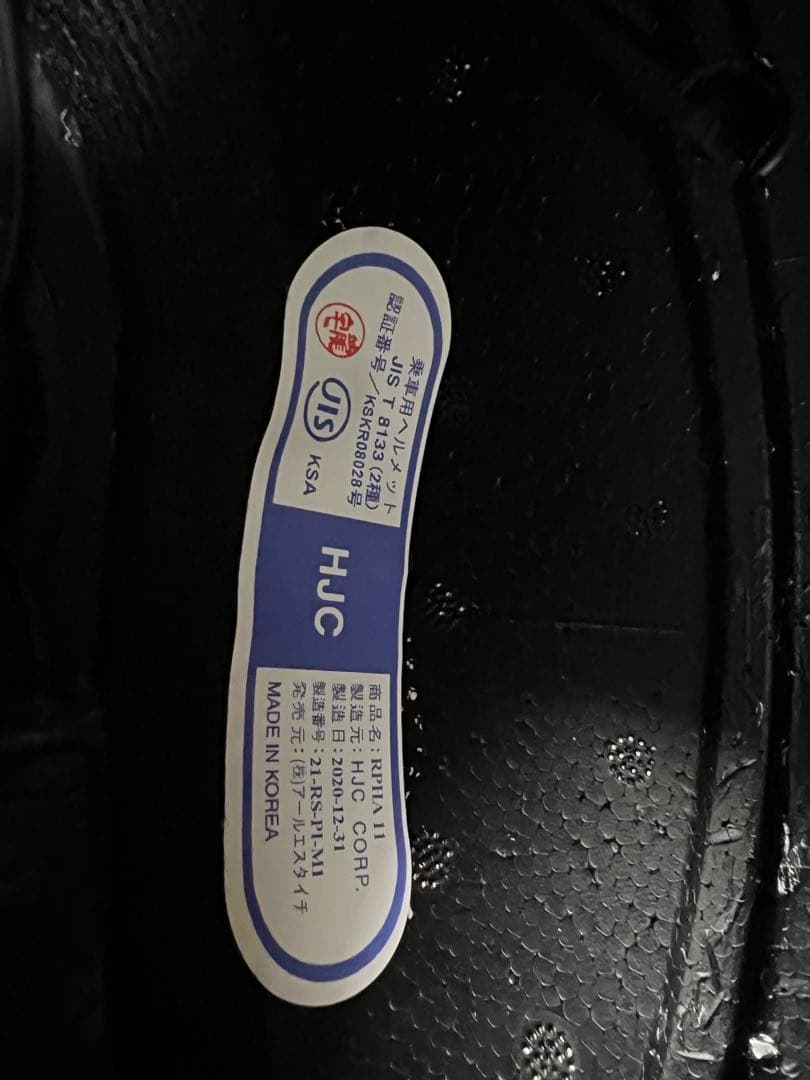 乗車用ヘルメット
JIS T 8133(2種)
認証番号/KSKR08028号
JIS KSA
HJC
商品名:RPHA 11
製造元:HJC CORP.
製造日:2020-12-31
製造番号:21-RS-PI-M1
発売元:(株)アールエスタイチ
MADE IN KOREA